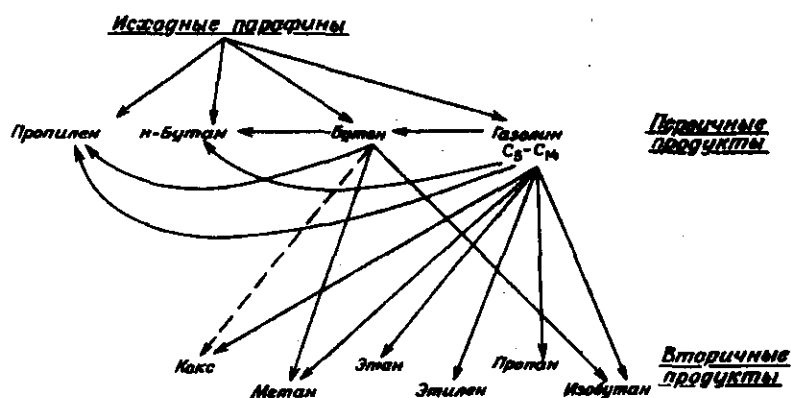 Исходные парафины
Пропилен н-Бутан Бутен Газолин
C5-C14
Первичные
продукты
Кокс Этан Пропан
Метан Этилен Изобутан
Вторичные
продукты